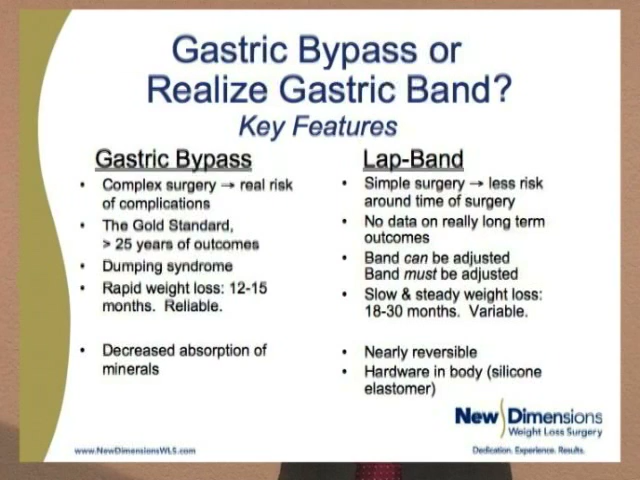 Gastric Bypass or
Realize Gastric Band?
Key Features
Gastric Bypass
• Complex surgery → real risk
of complications
• The Gold Standard,
> 25 years of outcomes
• Dumping syndrome
• Rapid weight loss: 12-15
months. Reliable.
• Decreased absorption of
minerals
Lap-Band
• Simple surgery → less risk
around time of surgery
• No data on really long term
outcomes
• Band can be adjusted
Band must be adjusted
• Slow & steady weight loss:
18-30 months. Variable.
• Nearly reversible
• Hardware in body (silicone
elastomer)
New Dimensions
Weight Loss Surgery
www.NewDimensionsWLS.com
Dedication. Experience. Results.